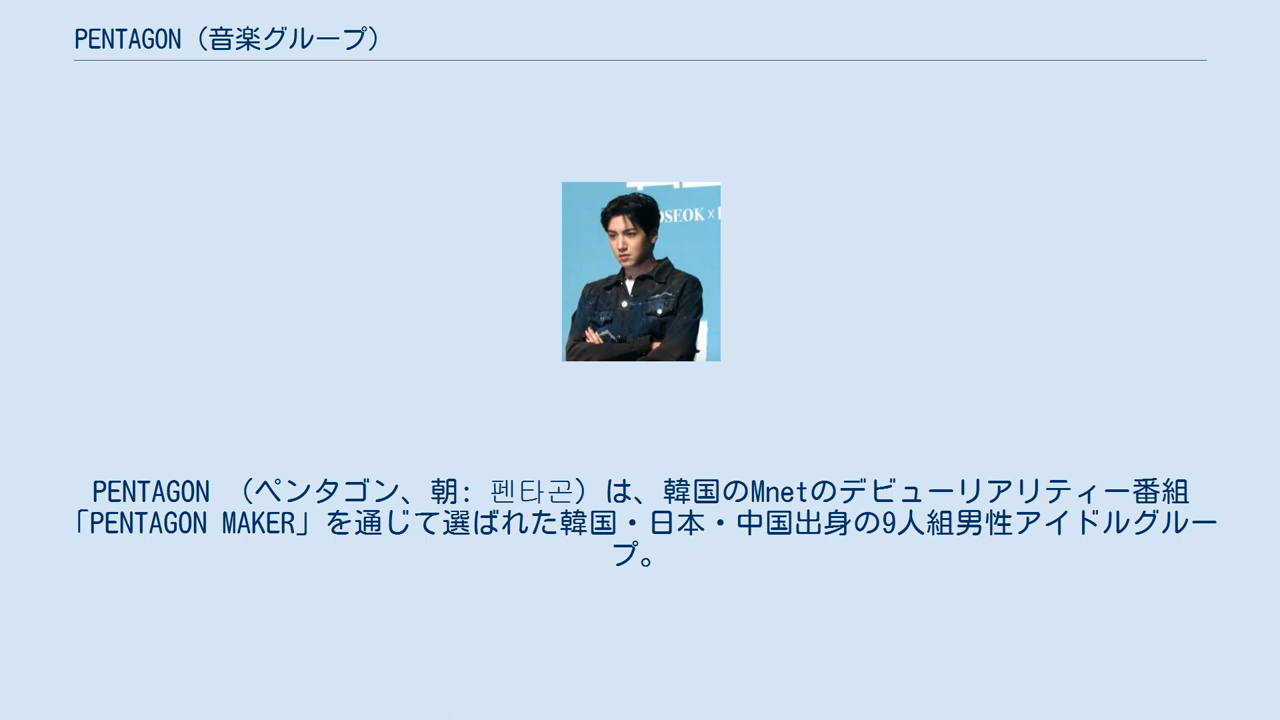 PENTAGON（音楽グループ）
OSEOK x
PENTAGON （ペンタゴン、朝: 펜타곤）は、韓国のMnetのデビューリアリティー番組
「PENTAGON MAKER」を通じて選ばれた韓国・日本・中国出身の9人組男性アイドルグルー
プ。